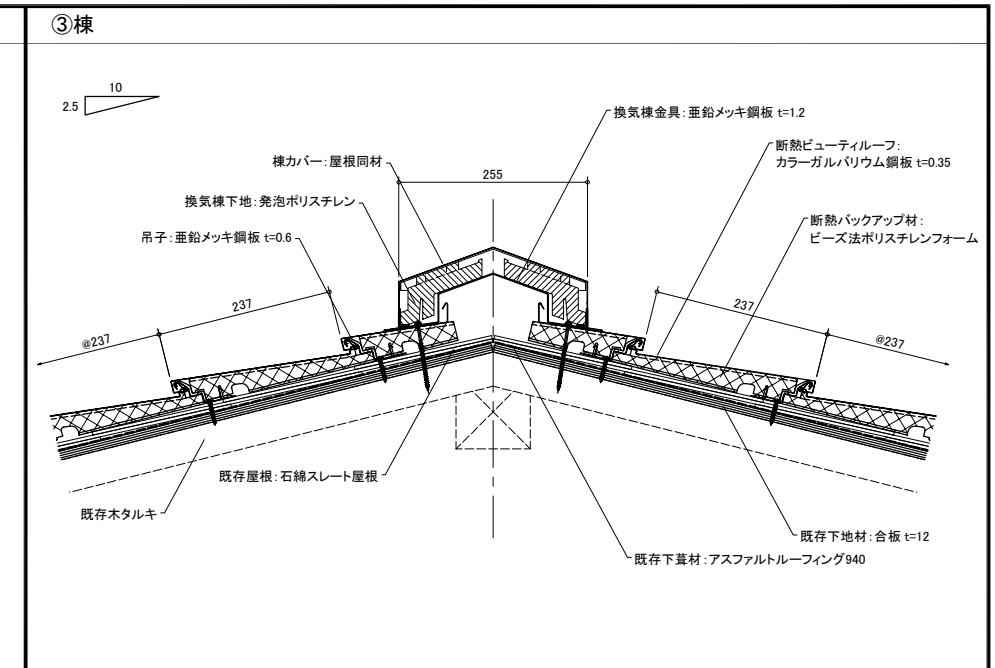 ③棟
10
2.5
換気棟金具：亜鉛メッキ鋼板 t=1.2
棟カバー：屋根同材
断熱ビューティルーフ：
カラーガルバリウム鋼板 t=0.35
255
換気棟下地：発泡ポリスチレン
断熱バックアップ材：
ビーズ法ポリスチレンフォーム
吊子：亜鉛メッキ鋼板 t=0.6
237
237
@237
@237
既存屋根：石綿スレート屋根
既存木タルキ
既存下地材：合板 t=12
既存下葺材：アスファルトルーフィング940